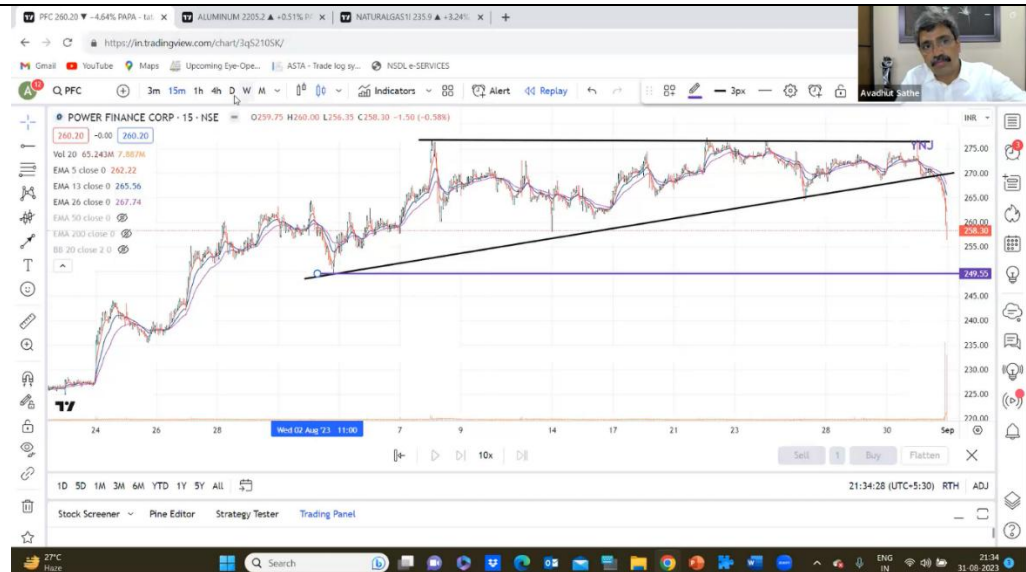 PFC 260.20 ▼ −4.64% PAPA - tat
ALUMINUM 2205.2 ▲ +0.51% PA
NATURALGAS1! 235.9 ▲ +3.24%
https://in.tradingview.com/chart/3qS210SK/
Gmail YouTube Maps Upcoming Eye-Ope... ASTA - Trade log sy... NSDL e-SERVICES
A 12 PFC 3m 15m 1h 4h D W M Indicators Alert Replay 3px
Avadhut Sathe
POWER FINANCE CORP · 15 · NSE O259.75 H260.00 L256.35 C258.30 -1.50 (-0.58%)
INR
260.20 -0.00 260.20
Vol 20 65.243M 7.887M
EMA 5 close 0 262.22
EMA 13 close 0 265.56
EMA 26 close 0 267.74
EMA 50 close 0
EMA 200 close 0
BB 20 close 2 0
YNJ
275.00
270.00
265.00
260.00
258.30
255.00
249.55
245.00
240.00
235.00
230.00
225.00
220.00
24 26 28 Wed 02 Aug '23 11:00 7 9 14 17 21 23 28 30 Sep
10x Sell 1 Buy Flatten
1D 5D 1M 3M 6M YTD 1Y 5Y All 21:34:28 (UTC+5:30) RTH ADJ
Stock Screener Pine Editor Strategy Tester Trading Panel
27°C
Haze
Search
ENG
IN
21:34
31-08-2023